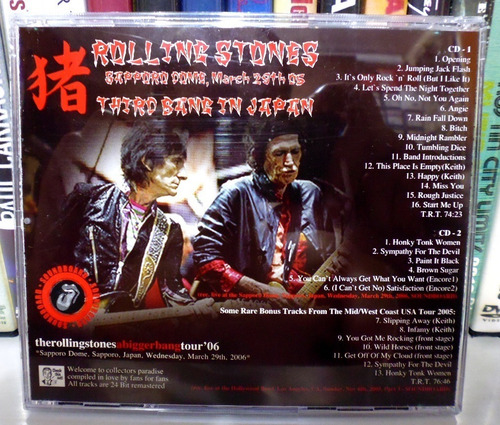 猪
ROLLING STONES
SAPPORO DOME, March 29th 05
THIRD BANG IN JAPAN
CD - 1
1. Opening
2. Jumping Jack Flash
3. It's Only Rock 'n' Roll (But I Like It)
4. Let's Spend The Night Together
5. Oh No, Not You Again
6. Angie
7. Rain Fall Down
8. Bitch
9. Midnight Rambler
10. Tumbling Dice
11. Band Introductions
12. This Place Is Empty(Keith)
13. Happy (Keith)
14. Miss You
15. Rough Justice
16. Start Me Up
T.R.T. 74:23
CD - 2
1. Honky Tonk Women
2. Sympathy For The Devil
3. Paint It Black
4. Brown Sugar
5. You Can't Always Get What You Want (Encore1)
6. (I Can't Get No) Satisfaction (Encore2)
Some Rare Bonus Tracks From The Mid/West Coast USA Tour 2005:
7. Slipping Away (Keith)
8. Infamy (Keith)
9. You Got Me Rocking (front stage)
10. Wild Horses (front stage)
11. Get Off Of My Cloud (front stage)
12. Sympathy For The Devil
13. Honky Tonk Women
T.R.T. 76:46
therollingstonesabiggerbangtour'06
"Sapporo Dome, Sapporo, Japan, Wednesday, March 29th, 2006"
Welcome to collectors paradise
compiled in love by fans for fans
All tracks are 24 Bit remastered